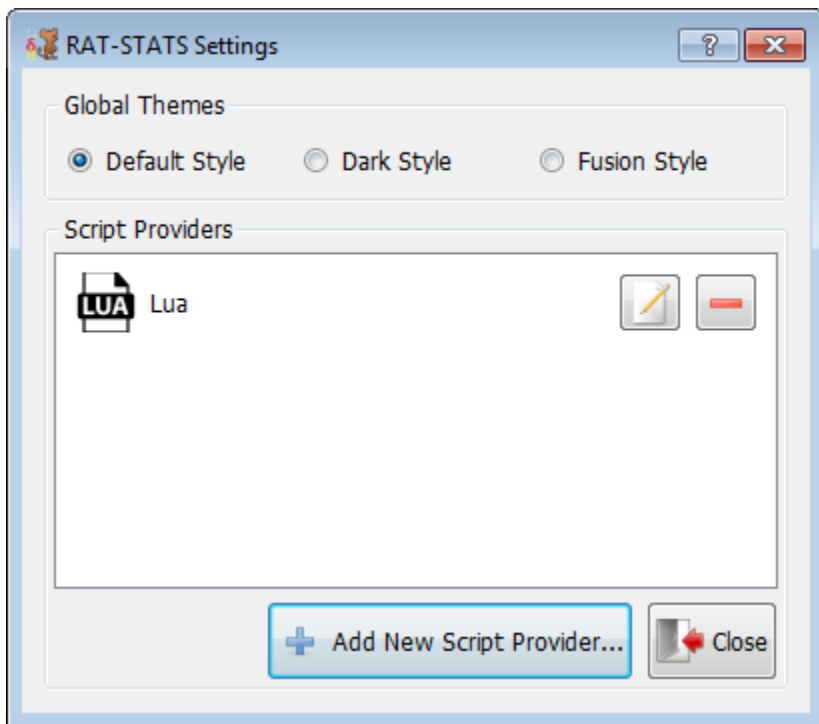 RAT-STATS Settings
Global Themes
Default Style Dark Style Fusion Style
Script Providers
LUA Lua
Add New Script Provider... Close